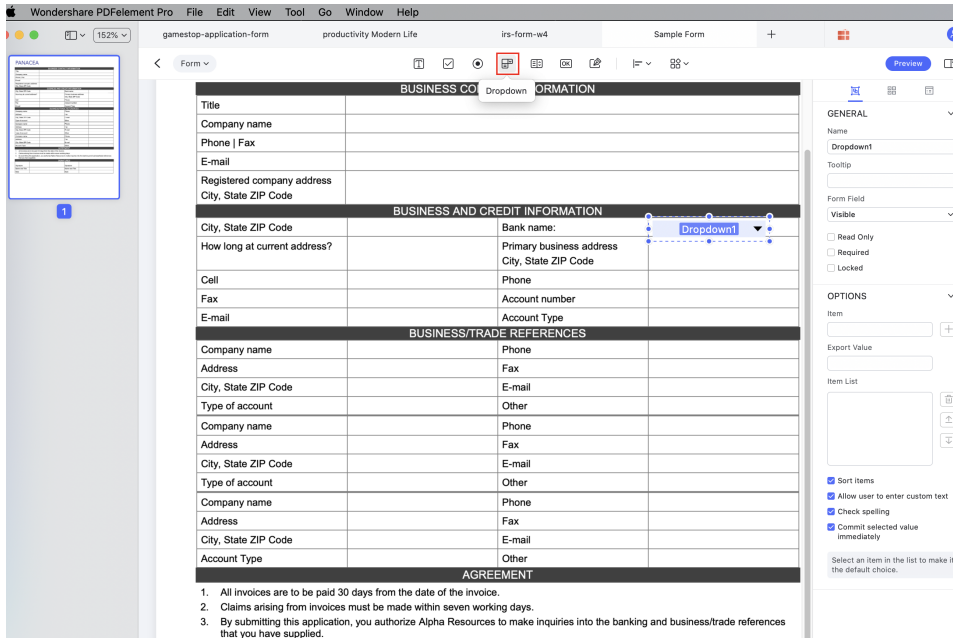 Wondershare PDFelement Pro File Edit View Tool Go Window Help
152% gamestop-application-form productivity Modern Life irs-form-w4 Sample Form +
PANACEA
Form OK Preview
Dropdown
1
BUSINESS CO ORMATION
Title
Company name
Phone | Fax
E-mail
Registered company address
City, State ZIP Code
BUSINESS AND CREDIT INFORMATION
City, State ZIP Code Bank name: Dropdown1
How long at current address? Primary business address
City, State ZIP Code
Cell Phone
Fax Account number
E-mail Account Type
BUSINESS/TRADE REFERENCES
Company name Phone
Address Fax
City, State ZIP Code E-mail
Type of account Other
Company name Phone
Address Fax
City, State ZIP Code E-mail
Type of account Other
Company name Phone
Address Fax
City, State ZIP Code E-mail
Account Type Other
AGREEMENT
1. All invoices are to be paid 30 days from the date of the invoice.
2. Claims arising from invoices must be made within seven working days.
3. By submitting this application, you authorize Alpha Resources to make inquiries into the banking and business/trade references
that you have supplied.
GENERAL
Name
Dropdown1
Tooltip
Form Field
Visible
Read Only
Required
Locked
OPTIONS
Item
Export Value
Item List
Sort items
Allow user to enter custom text
Check spelling
Commit selected value
immediately
Select an item in the list to make it
the default choice.